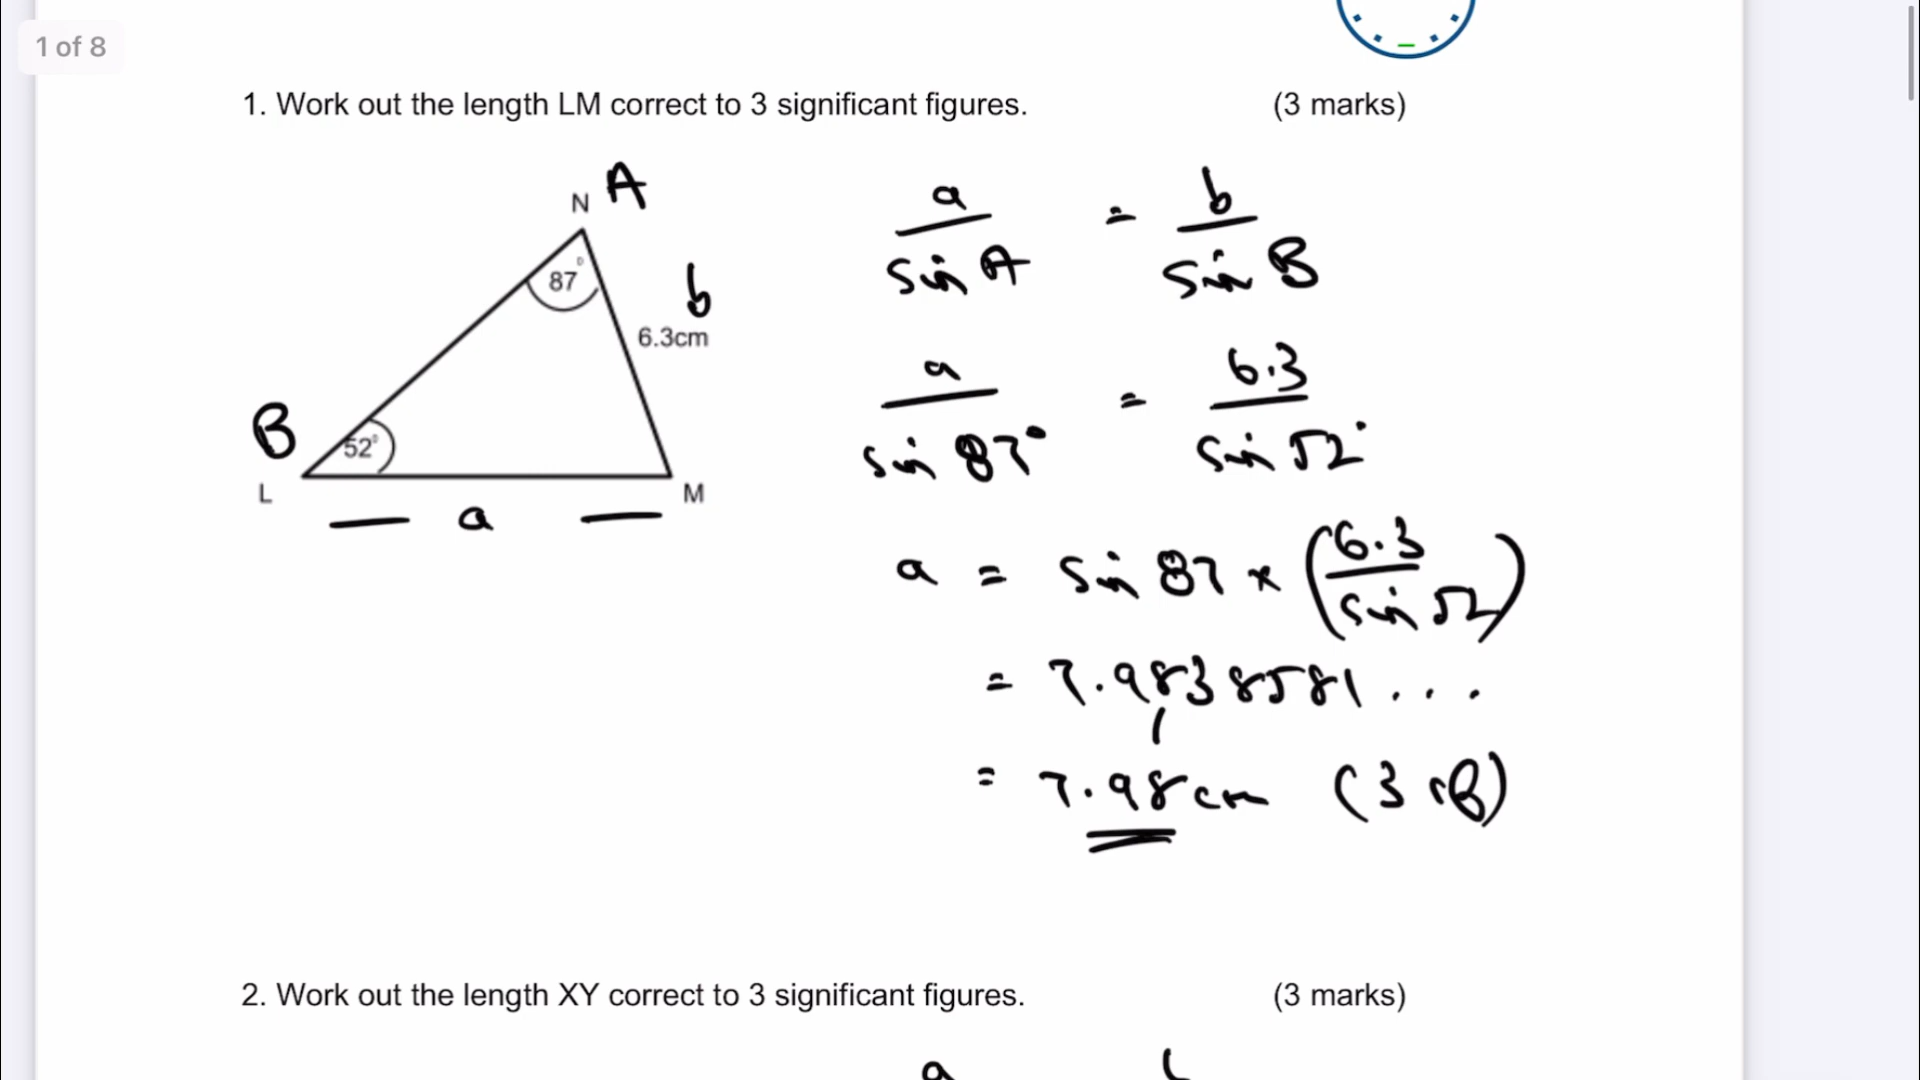 1 of 8
1. Work out the length LM correct to 3 significant figures. (3 marks)
N A
87°
b
6.3cm
B
52°
L
M
a
a / sin A = b / sin B
a / sin 87° = 6.3 / sin 52°
a = sin 87 × (6.3 / sin 52)
= 7.9838581...
= 7.98cm (3 sf)
2. Work out the length XY correct to 3 significant figures. (3 marks)
a